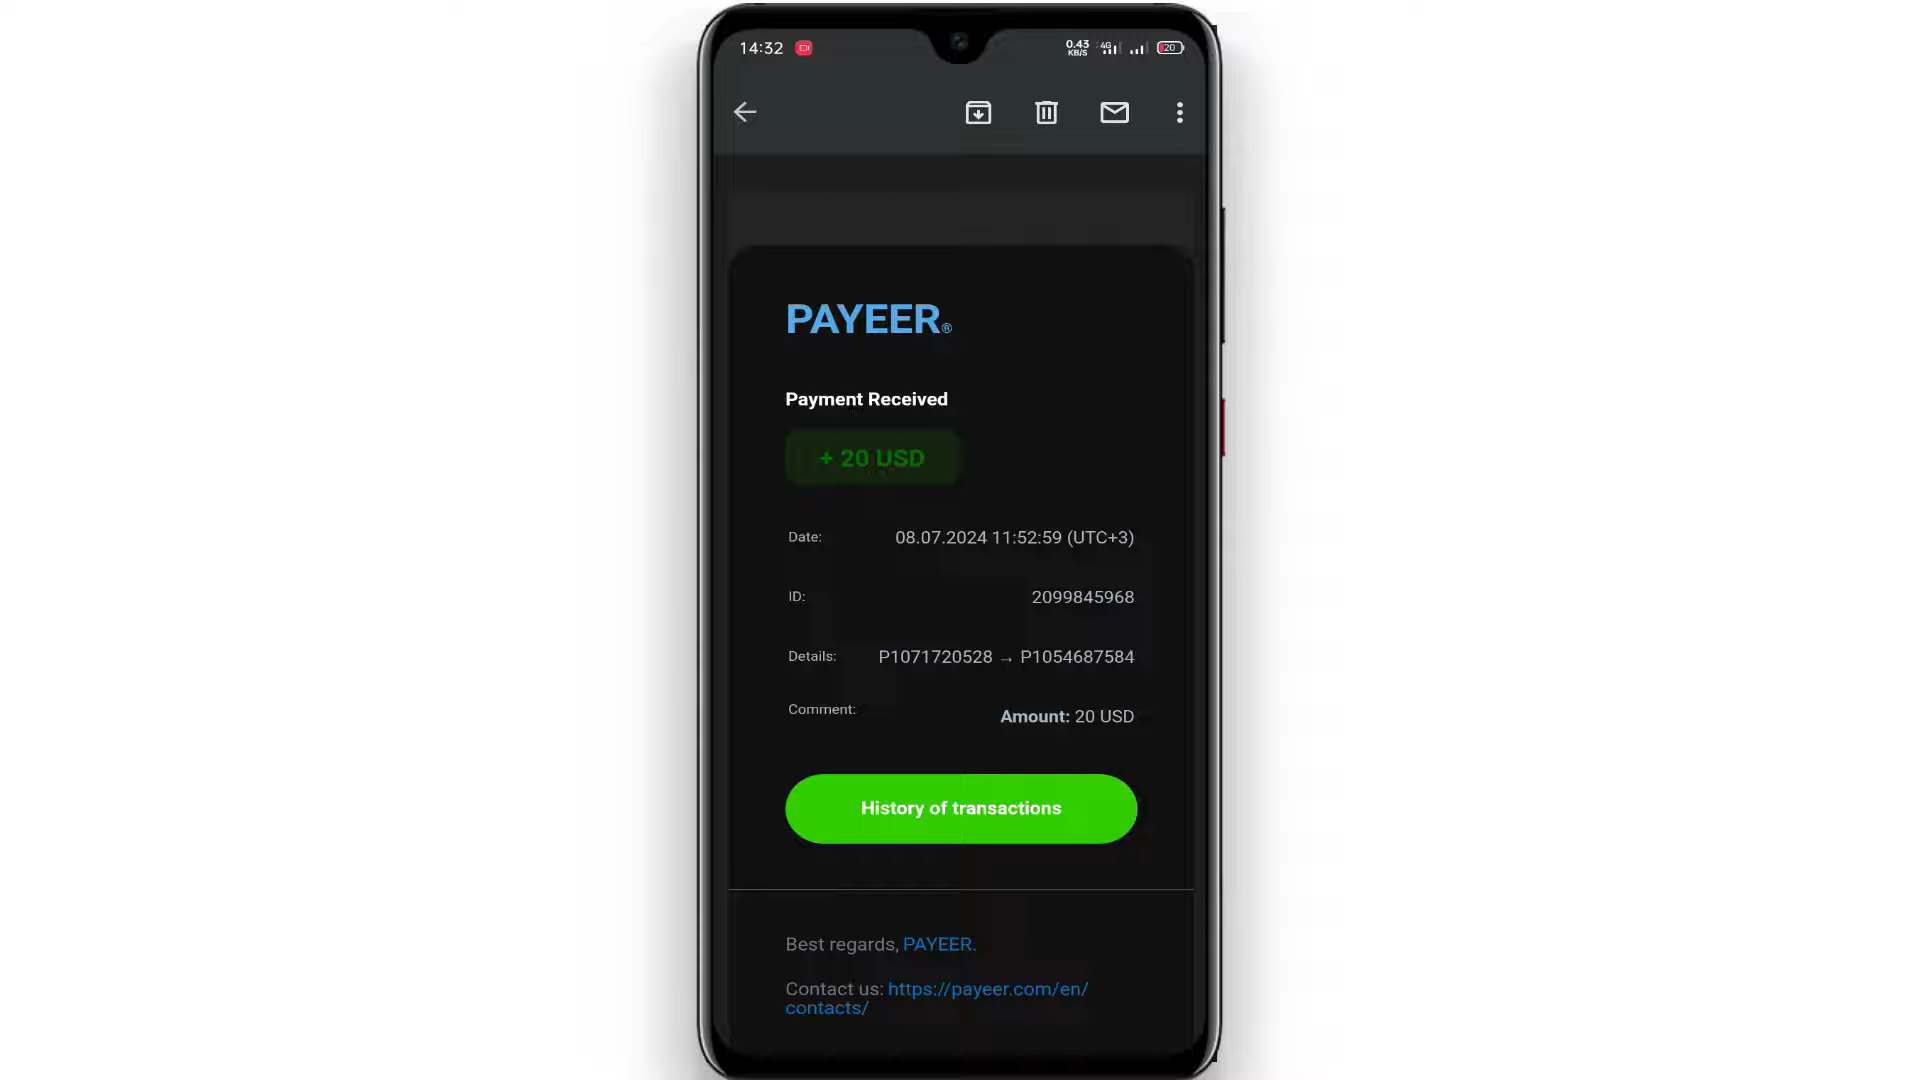 14:32
0.43
KB/S
4G
20
PAYEER®
Payment Received
+ 20 USD
Date: 08.07.2024 11:52:59 (UTC+3)
ID: 2099845968
Details: P1071720528 → P1054687584
Comment: Amount: 20 USD
History of transactions
Best regards, PAYEER.
Contact us: https://payeer.com/en/
contacts/